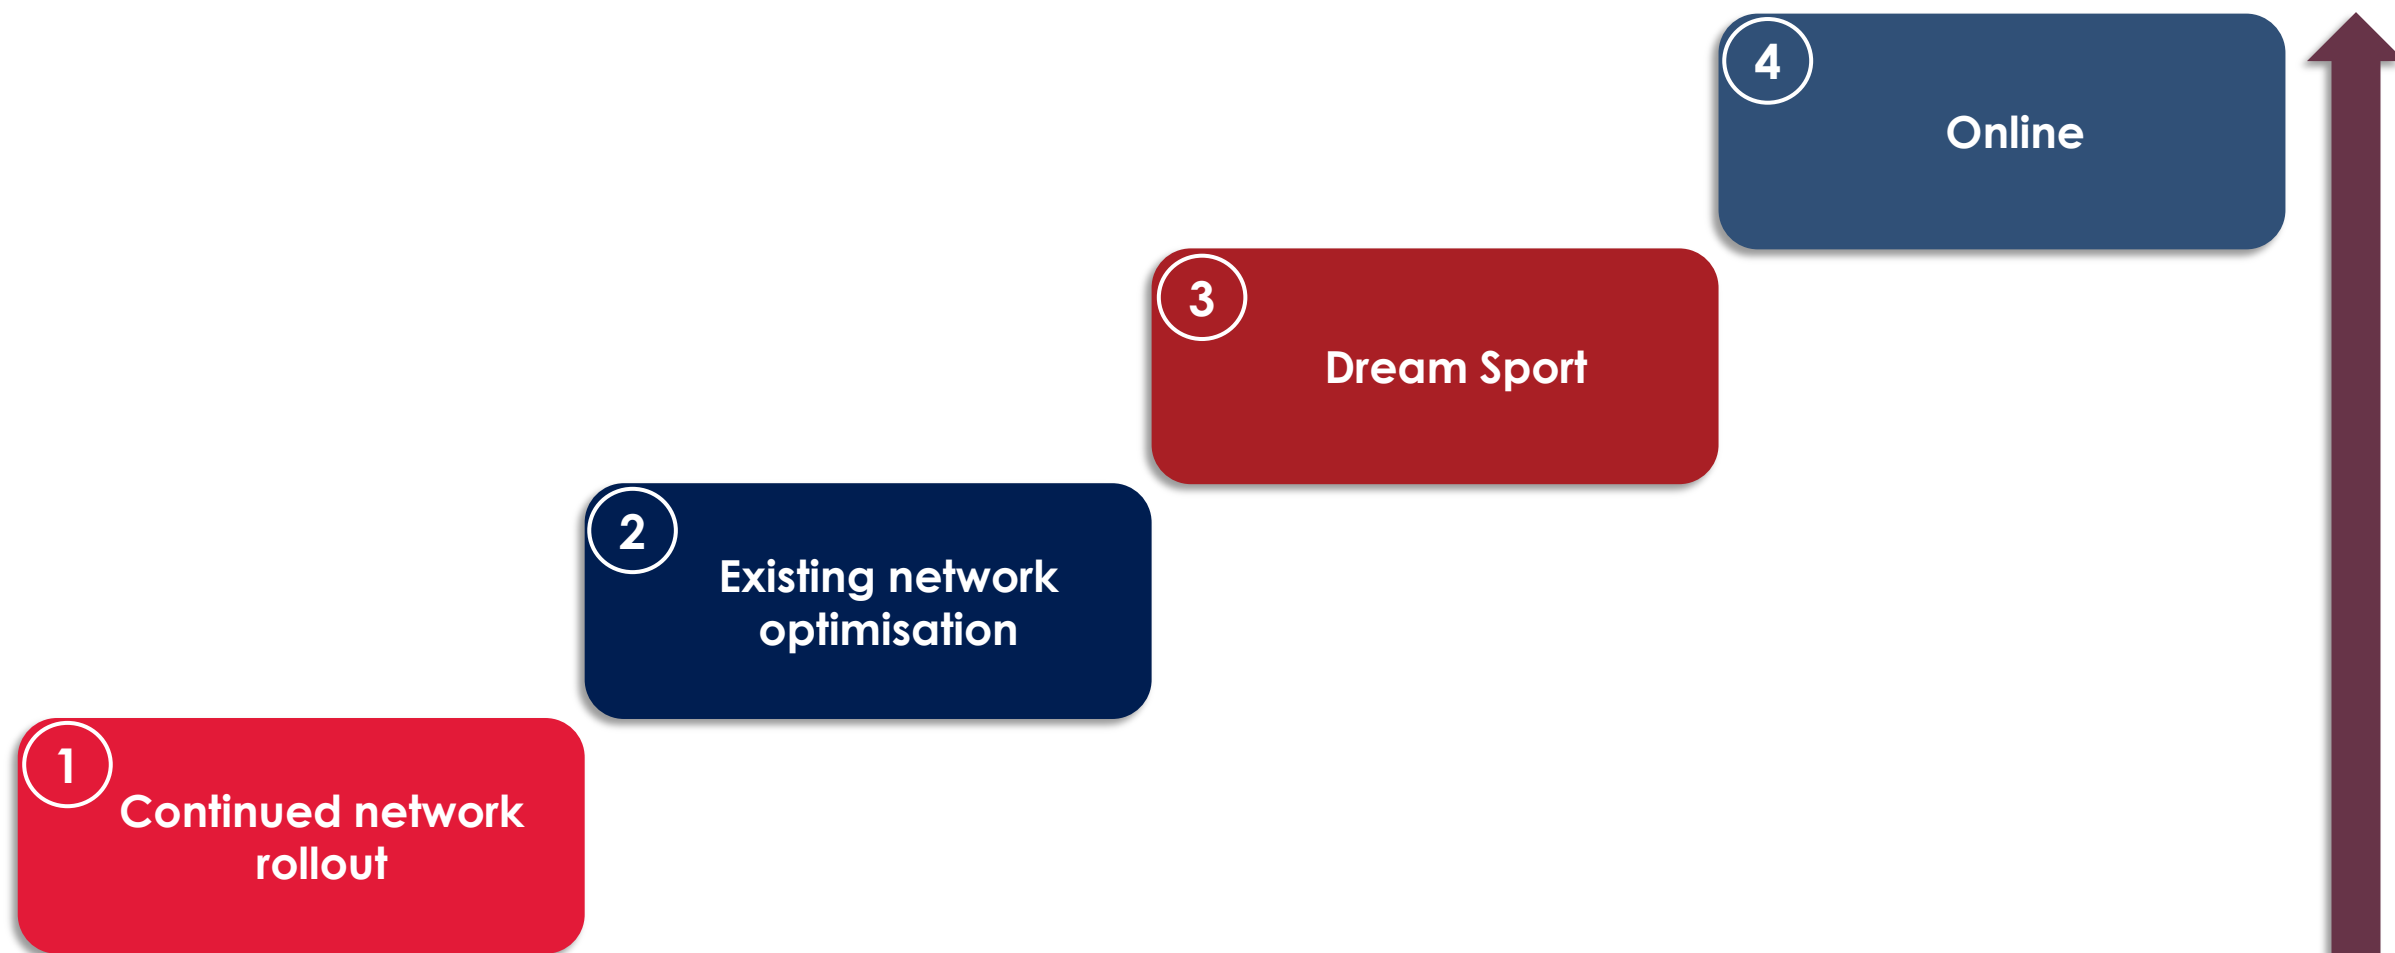 4
Online
3
Dream Sport
2
Existing network
optimisation
1
Continued network
rollout